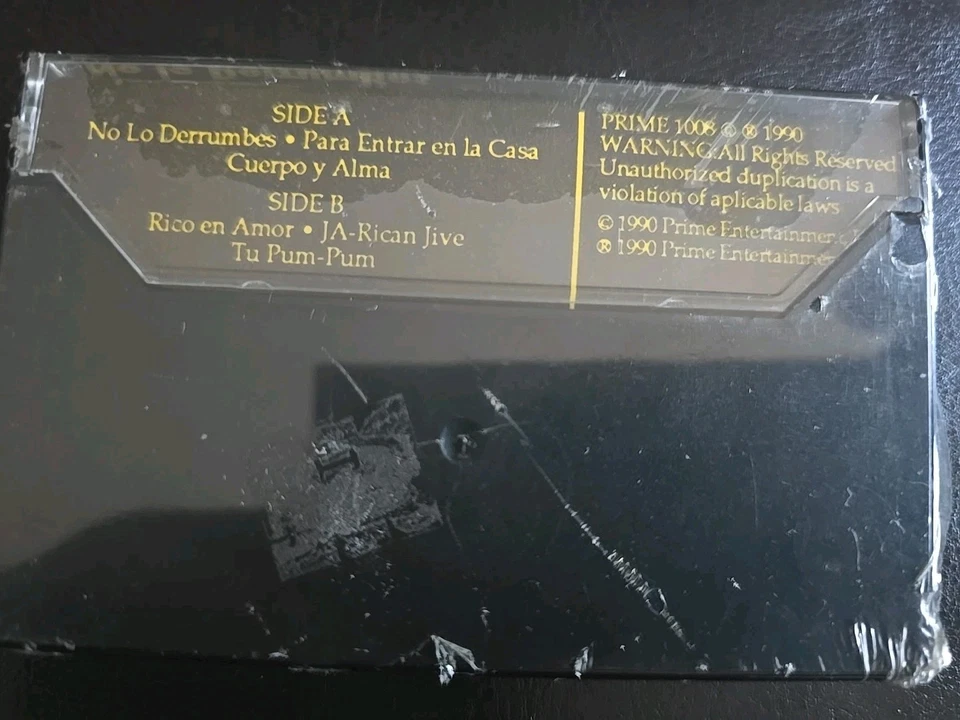 SIDE A
No Lo Derrumbes • Para Entrar en la Casa
Cuerpo y Alma
SIDE B
Rico en Amor • JA-Rican Jive
Tu Pum-Pum
PRIME 1008 © ® 1990
WARNING:All Rights Reserved
Unauthorized duplication is a
violation of aplicable laws
© 1990 Prime Entertainment
® 1990 Prime Entertainment